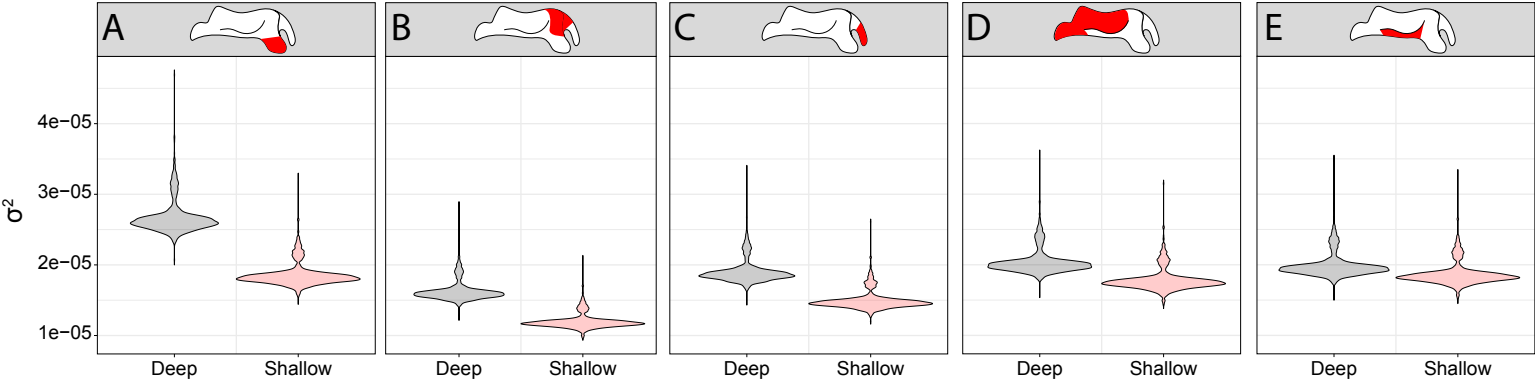 A B C D E
4e−05
3e−05
2e−05
1e−05
σ²
Deep Shallow Deep Shallow Deep Shallow Deep Shallow Deep Shallow